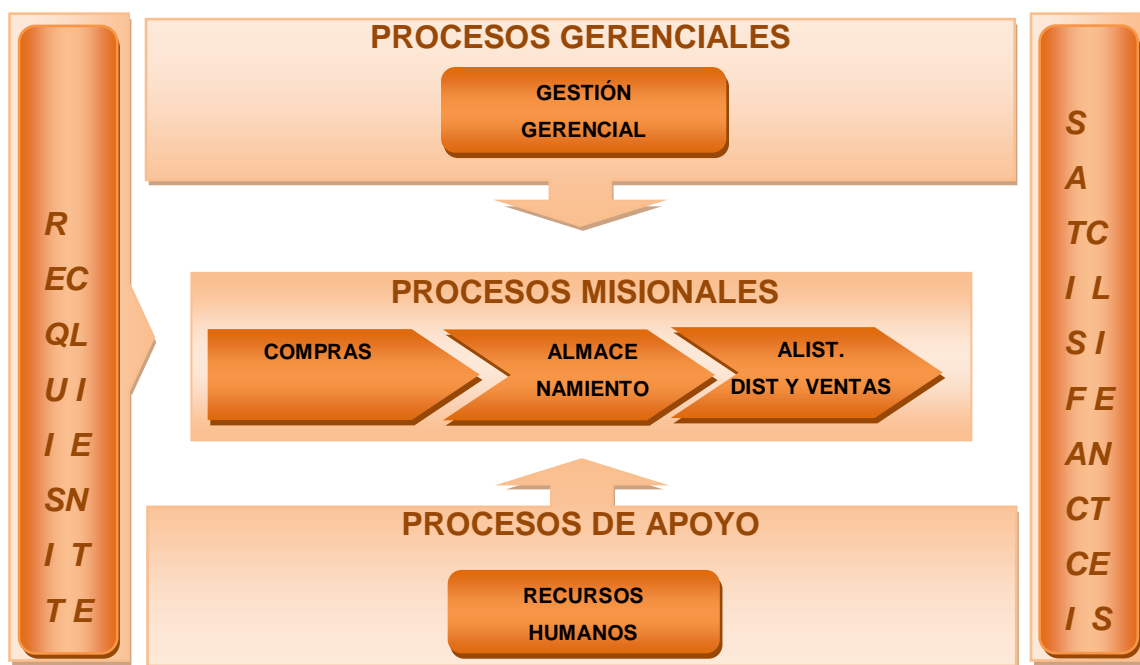 R
EC
QL
U I
I E
SN
I T
T E
PROCESOS GERENCIALES
GESTIÓN
GERENCIAL
PROCESOS MISIONALES
COMPRAS
ALMACE
NAMIENTO
ALIST.
DIST Y VENTAS
PROCESOS DE APOYO
RECURSOS
HUMANOS
S
A
TC
I L
S I
F E
AN
CT
CE
I S